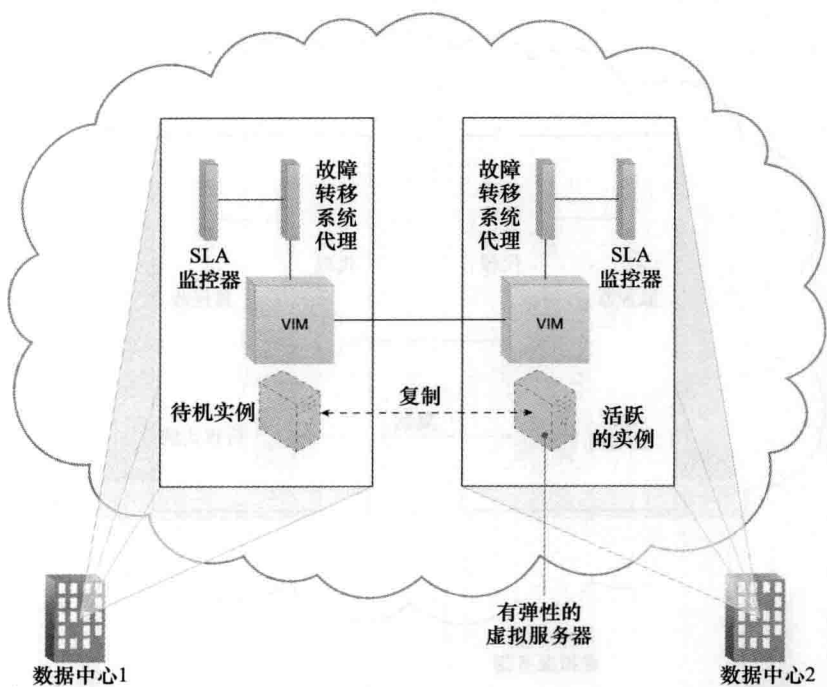 故障
转移
系统
代理
SLA
监控器
VIM
待机实例
故障
转移
系统
代理
SLA
监控器
VIM
复制
活跃
的实例
有弹性的
虚拟服务器
数据中心1
数据中心2